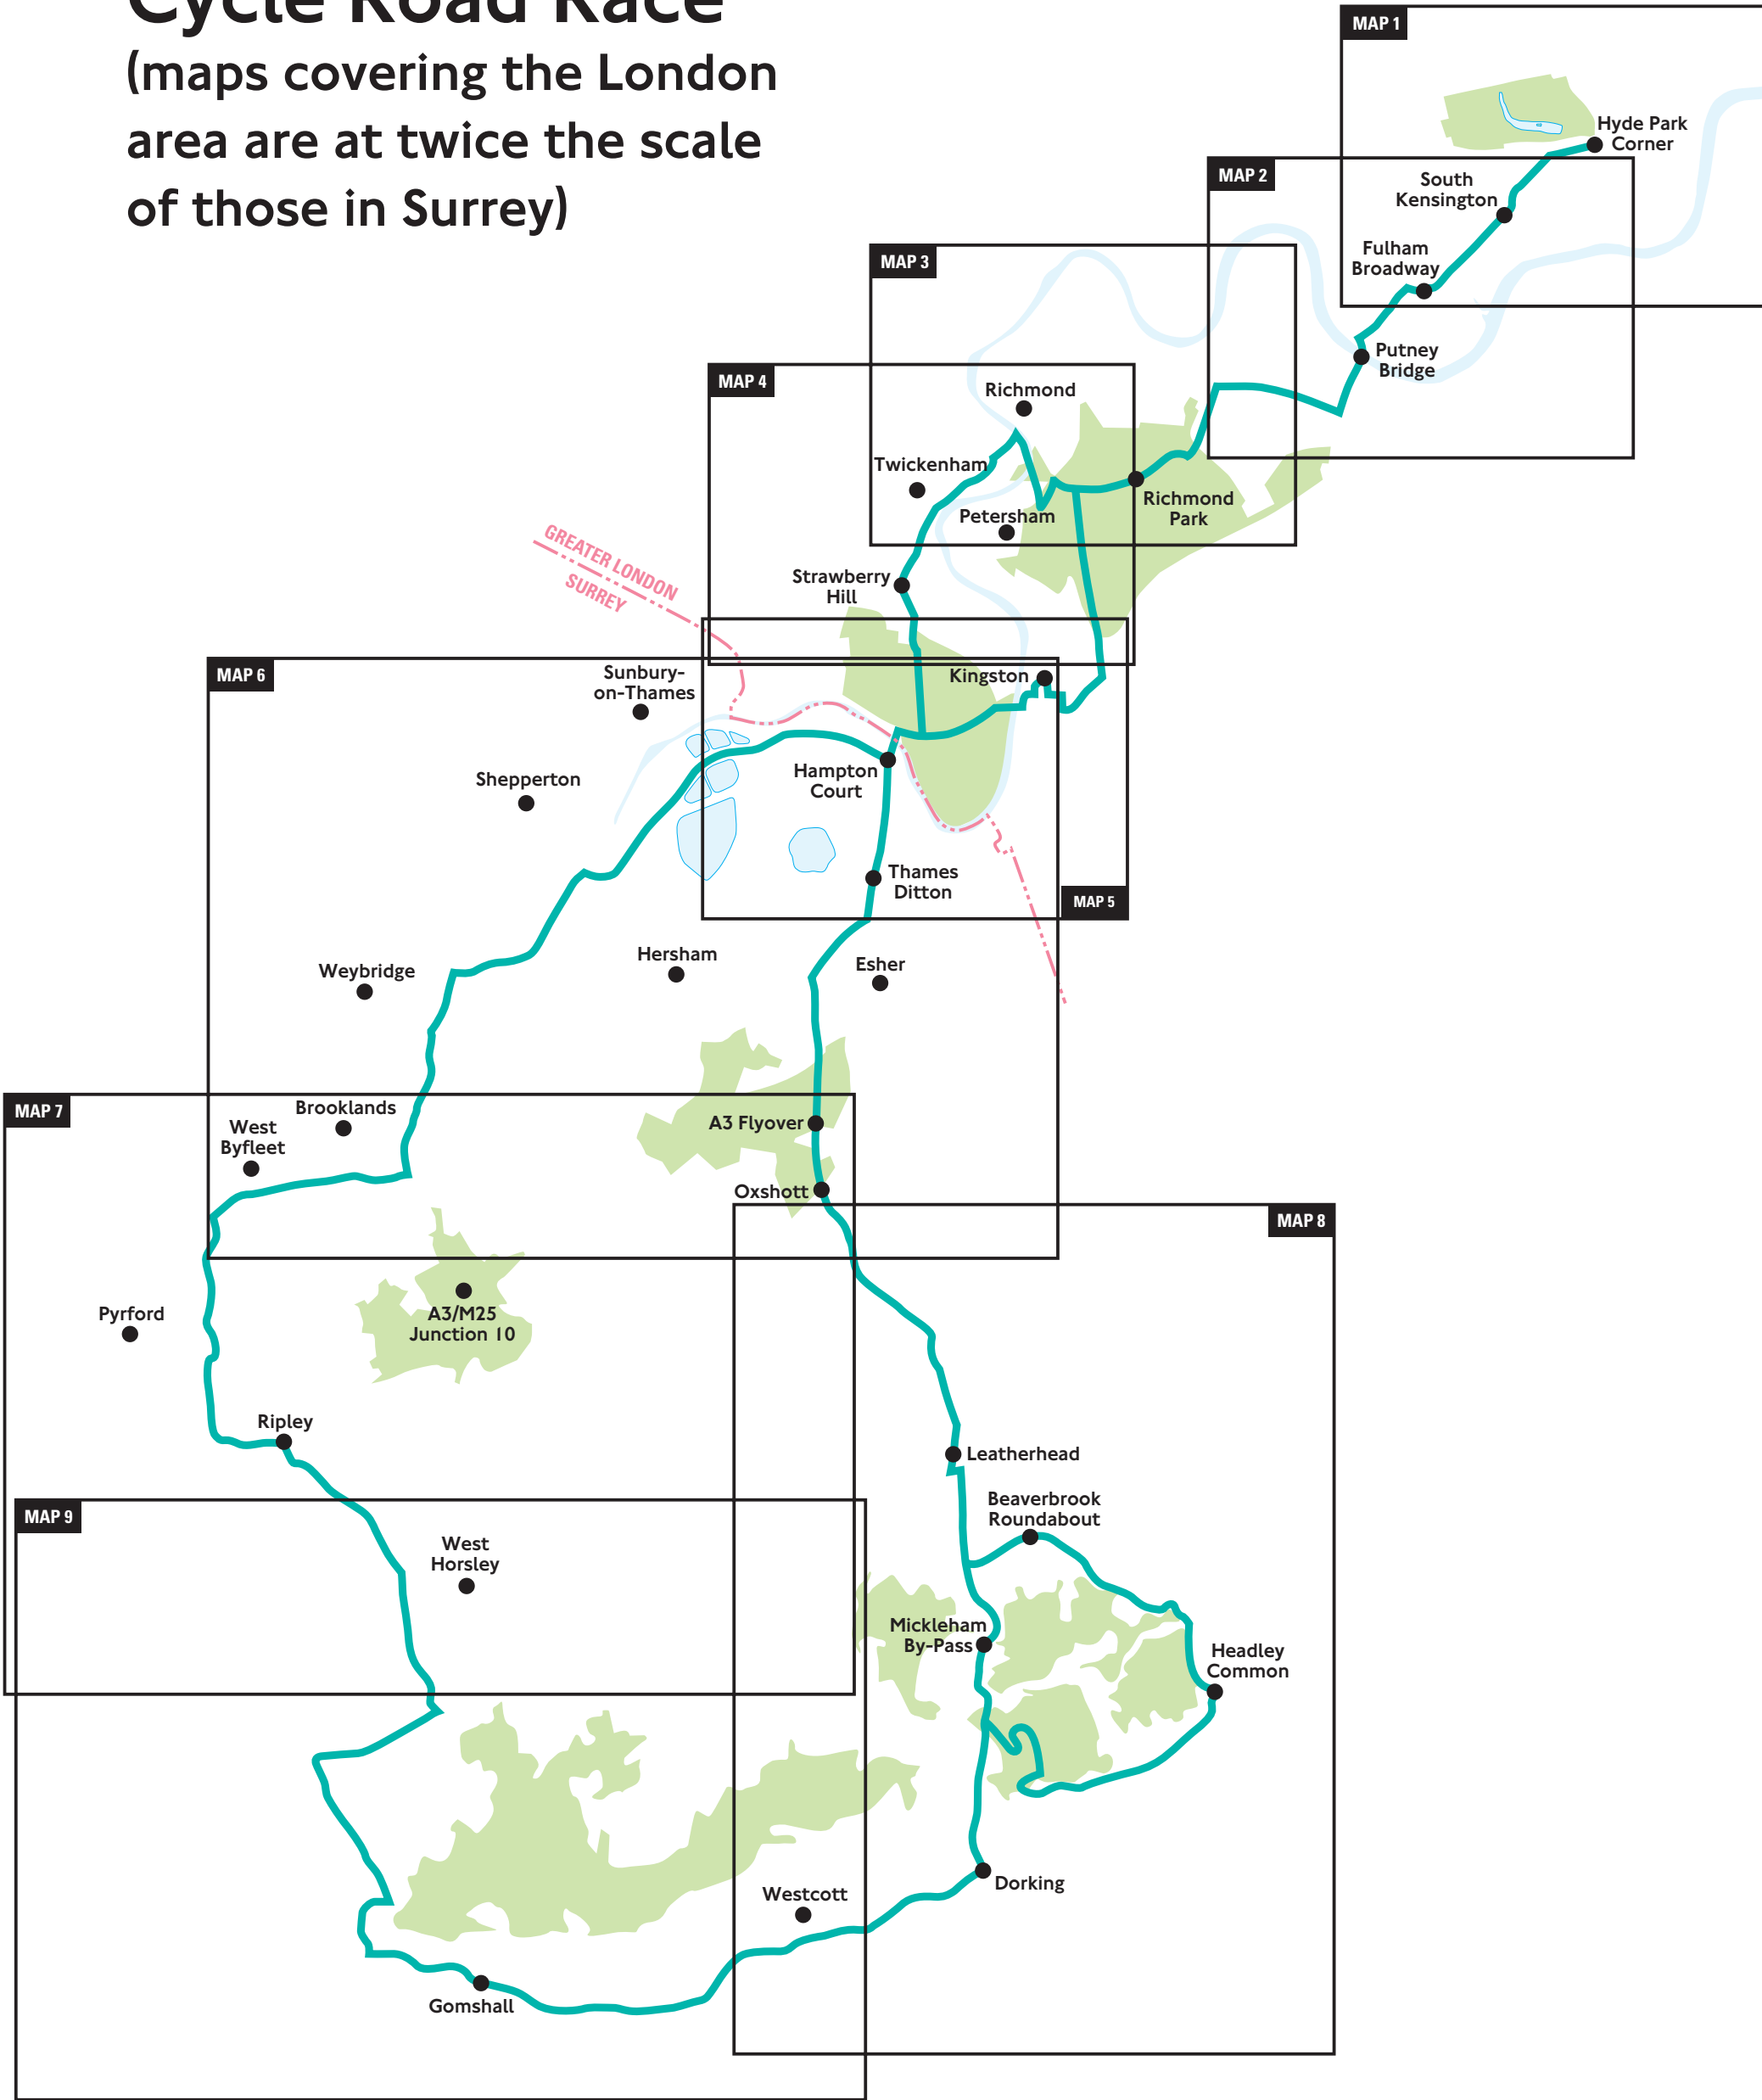 Cycle Road Race
(maps covering the London
area are at twice the scale
of those in Surrey)
MAP 1
Hyde Park
Corner
MAP 2
South
Kensington
Fulham
Broadway
MAP 3
Putney
Bridge
MAP 4
Richmond
Twickenham
Richmond
Park
Petersham
GREATER LONDON
SURREY
Strawberry
Hill
MAP 6
Sunbury-
on-Thames
Kingston
Shepperton
Hampton
Court
Thames
Ditton
MAP 5
Hersham
Esher
Weybridge
MAP 7
Brooklands
West
Byfleet
A3 Flyover
Oxshott
MAP 8
Pyrford
A3/M25
Junction 10
Ripley
Leatherhead
Beaverbrook
Roundabout
MAP 9
West
Horsley
Mickleham
By-Pass
Headley
Common
Dorking
Westcott
Gomshall